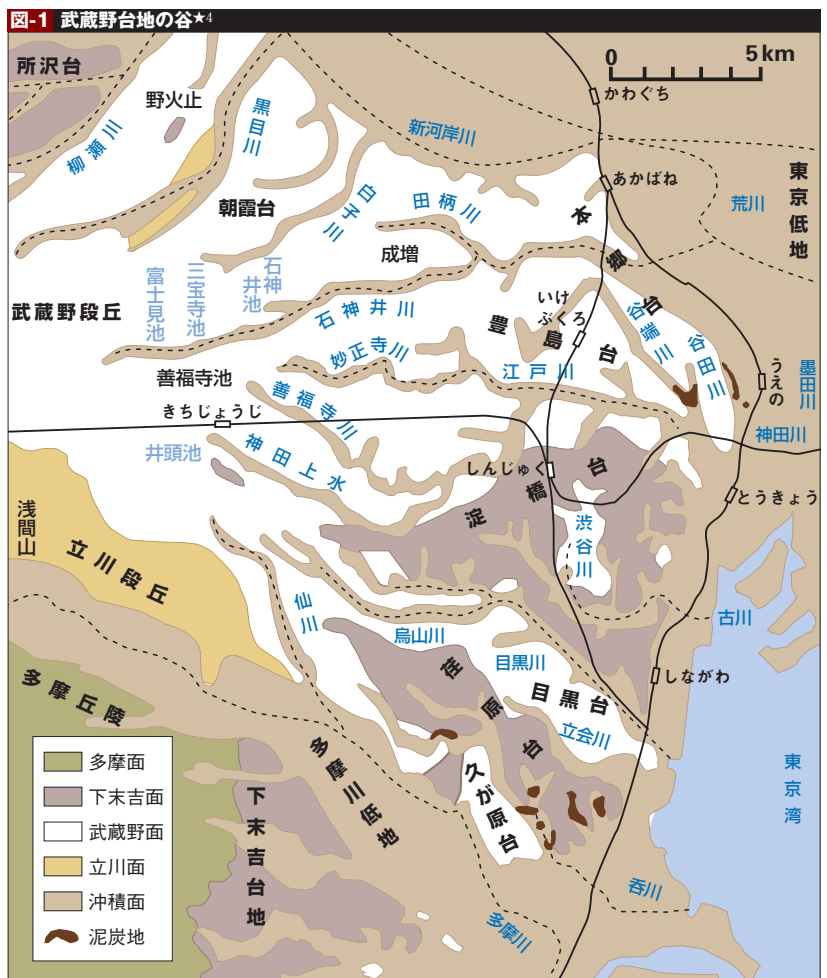 図-1 武蔵野台地の谷★4
0 5km
所沢台
野火止
黒目川
かわぐち
柳瀬川
新河岸川
東京低地
あかばね
荒川
朝霞台
白子川
田柄川
本郷台
成増
富士見池
三宝寺池
石神井池
武蔵野段丘
石神井川
いけぶくろ
豊島台
谷端川
谷田川
うえの
墨田川
妙正寺川
江戸川
善福寺池
善福寺川
きちじょうじ
神田川
井頭池
神田上水
しんじゅく
淀橋台
とうきょう
浅間山
渋谷川
立川段丘
仙川
古川
烏山川
目黒川
しながわ
荏原台
目黒台
多摩丘陵
立会川
多摩川低地
東京湾
久が原台
下末吉台地
呑川
多摩川
多摩面
下末吉面
武蔵野面
立川面
沖積面
泥炭地